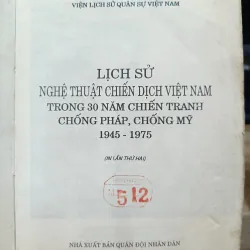 VIỆN LỊCH SỬ QUÂN SỰ VIỆT NAM
LỊCH SỬ
NGHỆ THUẬT CHIẾN DỊCH VIỆT NAM
TRONG 30 NĂM CHIẾN TRANH
CHỐNG PHÁP, CHỐNG MỸ
1945 - 1975
(IN LẦN THỨ HAI)
512
NHÀ XUẤT BẢN QUÂN ĐỘI NHÂN DÂN